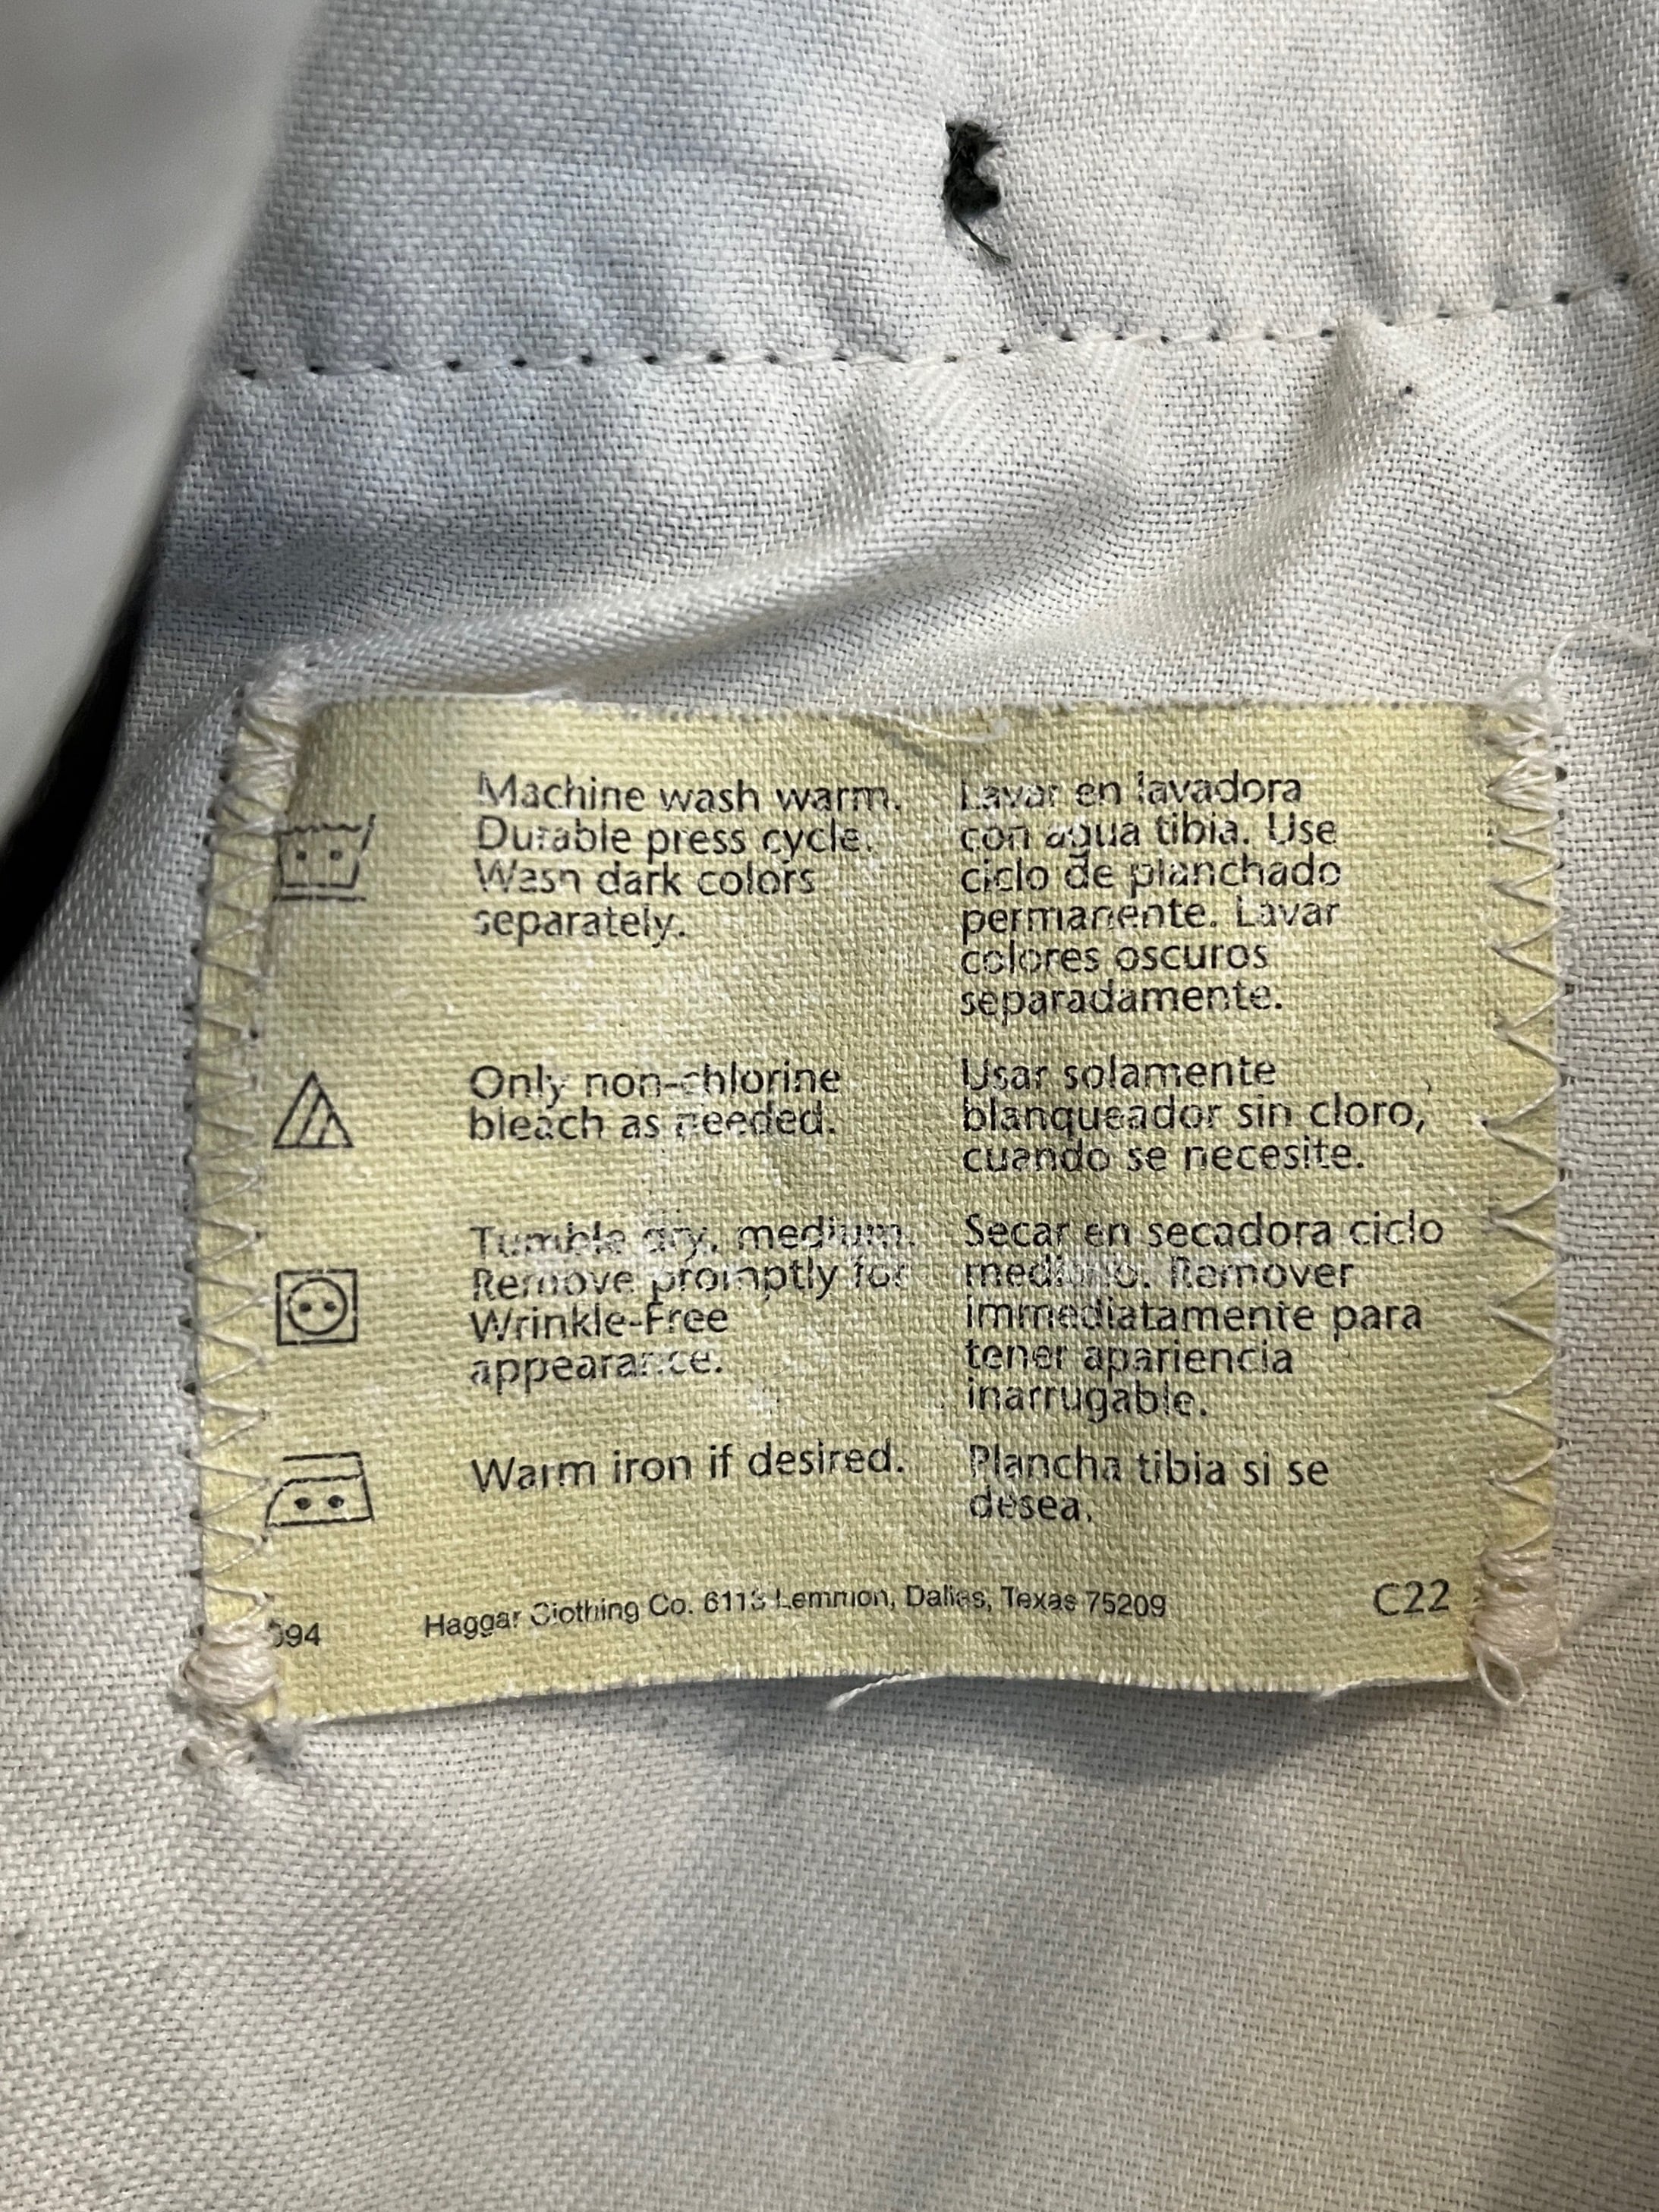 Machine wash warm.
Durable press cycle.
Wash dark colors
separately.
Lavar en lavadora
con agua tibia. Use
ciclo de planchado
permanente. Lavar
colores oscuros
separadamente.
Only non-chlorine
bleach as needed.
Usar solamente
blanqueador sin cloro,
cuando se necesite.
Tumble dry, medium.
Remove promptly for
Wrinkle-Free
appearance.
Secar en secadora ciclo
mediano. Remover
immediatamente para
tener apariencia
inarrugable.
Warm iron if desired.
Plancha tibia si se
desea.
Haggar Clothing Co. 6113 Lemmon, Dallas, Texas 75209
C22